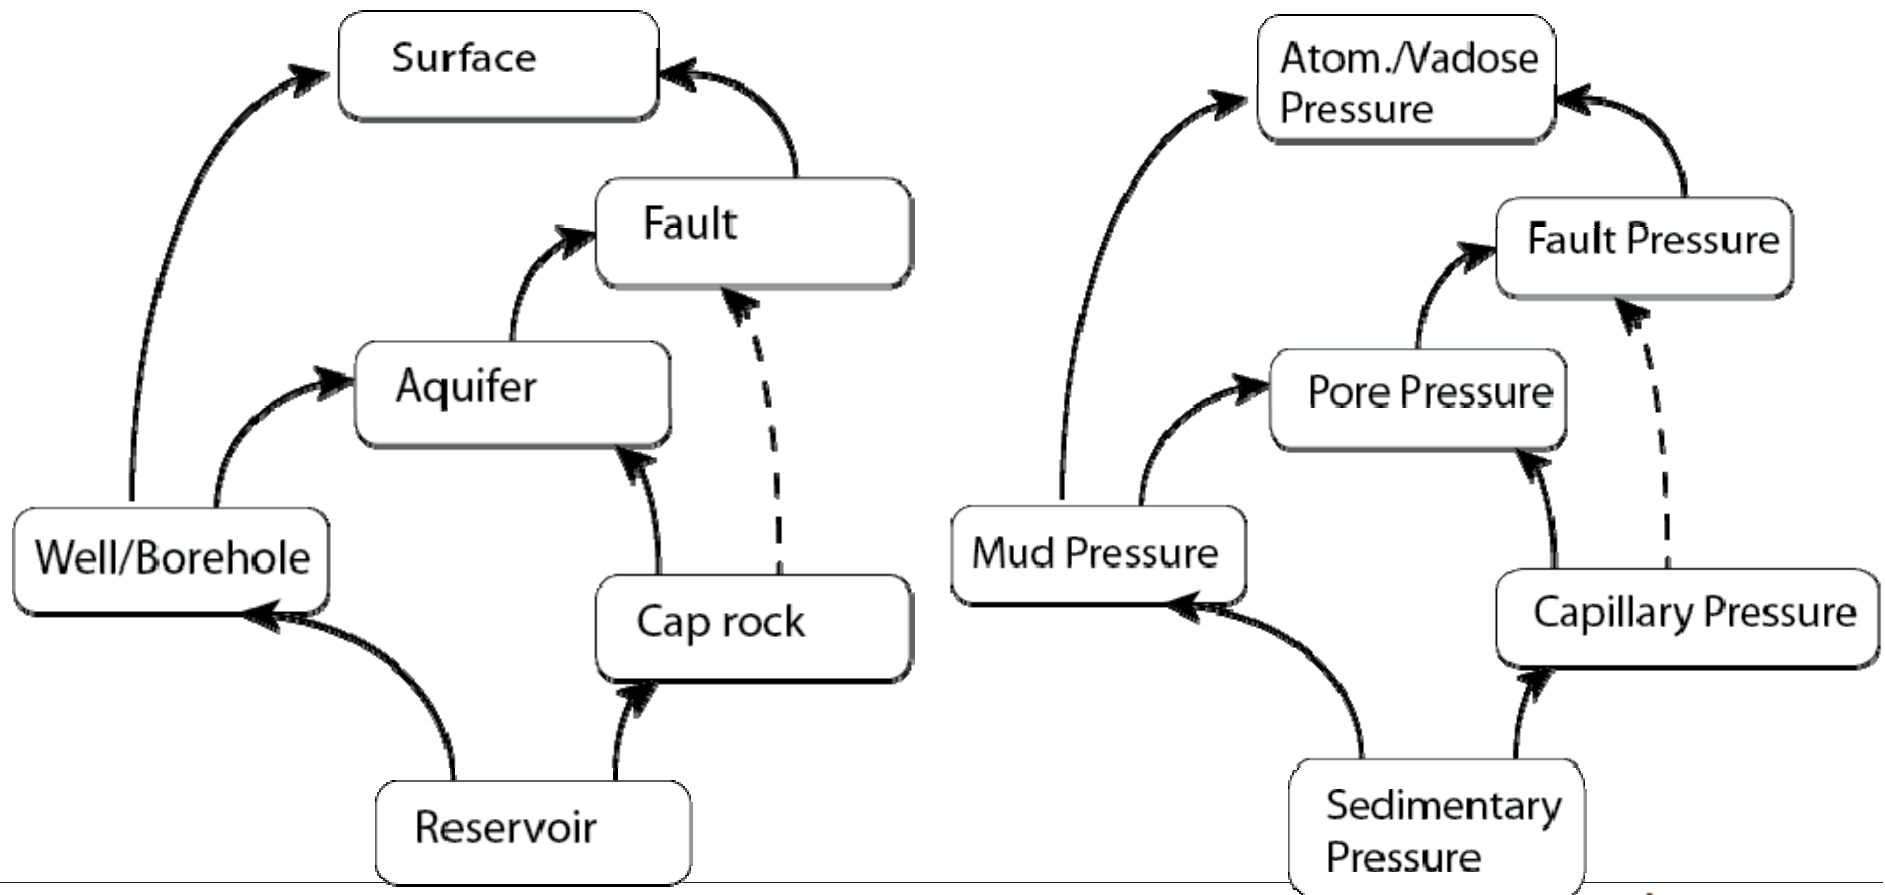 Surface
Fault
Aquifer
Well/Borehole
Cap rock
Reservoir
Atom./Vadose
Pressure
Fault Pressure
Pore Pressure
Mud Pressure
Capillary Pressure
Sedimentary
Pressure